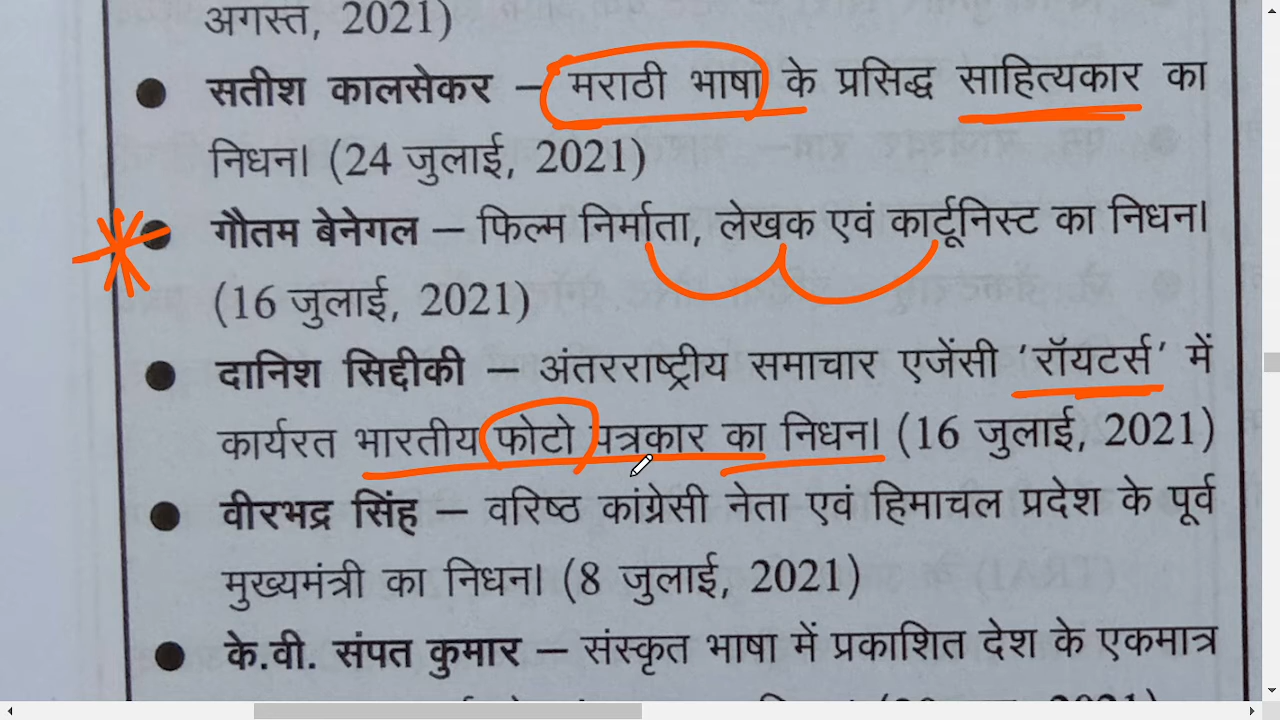 अगस्त, 2021)
● सतीश कालसेकर – मराठी भाषा के प्रसिद्ध साहित्यकार का
निधन। (24 जुलाई, 2021)
● गौतम बेनेगल – फिल्म निर्माता, लेखक एवं कार्टूनिस्ट का निधन।
(16 जुलाई, 2021)
● दानिश सिद्दीकी – अंतरराष्ट्रीय समाचार एजेंसी 'रॉयटर्स' में
कार्यरत भारतीय फोटो पत्रकार का निधन। (16 जुलाई, 2021)
● वीरभद्र सिंह – वरिष्ठ कांग्रेसी नेता एवं हिमाचल प्रदेश के पूर्व
मुख्यमंत्री का निधन। (8 जुलाई, 2021)
● के.वी. संपत कुमार – संस्कृत भाषा में प्रकाशित देश के एकमात्र